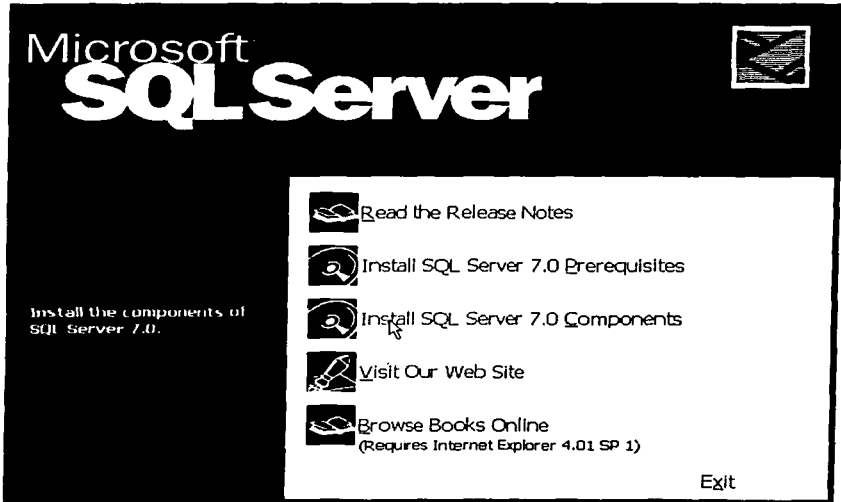 Microsoft
SQL Server
Read the Release Notes
Install SQL Server 7.0 Prerequisites
Install the components of
SQL Server 7.0.
Install SQL Server 7.0 Components
Visit Our Web Site
Browse Books Online
(Requires Internet Explorer 4.01 SP 1)
Exit